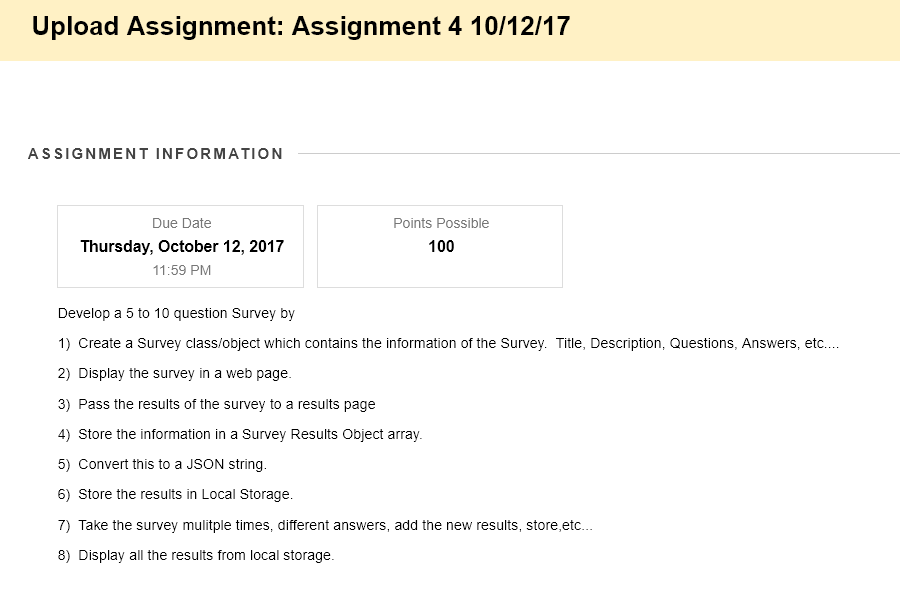 Upload Assignment: Assignment 4 10/12/17
ASSIGNMENT INFORMATION
Due Date
Thursday, October 12, 2017
11:59 PM
Points Possible
100
Develop a 5 to 10 question Survey by
1) Create a Survey class/object which contains the information of the Survey.  Title, Description, Questions, Answers, etc....
2) Display the survey in a web page.
3) Pass the results of the survey to a results page
4) Store the information in a Survey Results Object array.
5) Convert this to a JSON string.
6) Store the results in Local Storage.
7) Take the survey mulitple times, different answers, add the new results, store,etc...
8) Display all the results from local storage.